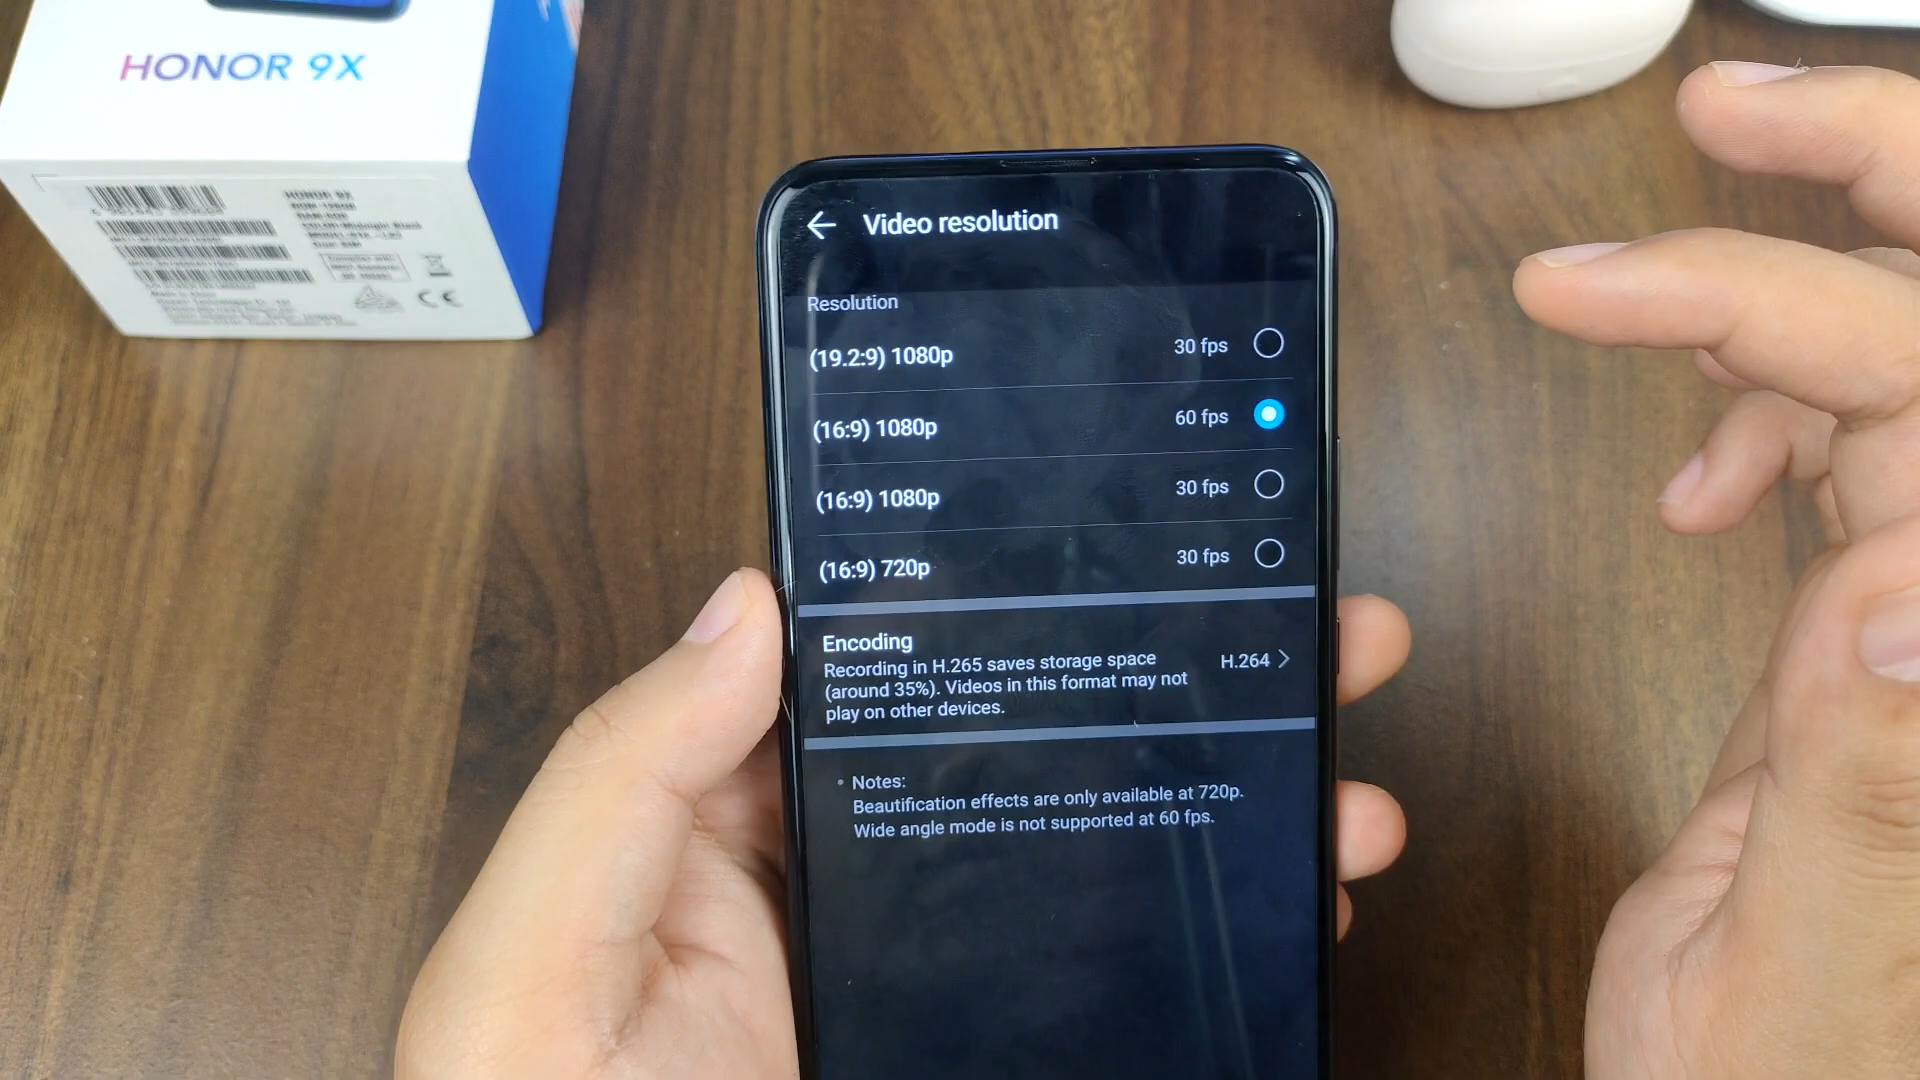 HONOR 9X
HONOR 9X
Video resolution
Resolution
(19.2:9) 1080p 30 fps
(16:9) 1080p 60 fps
(16:9) 1080p 30 fps
(16:9) 720p 30 fps
Encoding
Recording in H.265 saves storage space
(around 35%). Videos in this format may not
play on other devices.
H.264
• Notes:
Beautification effects are only available at 720p.
Wide angle mode is not supported at 60 fps.